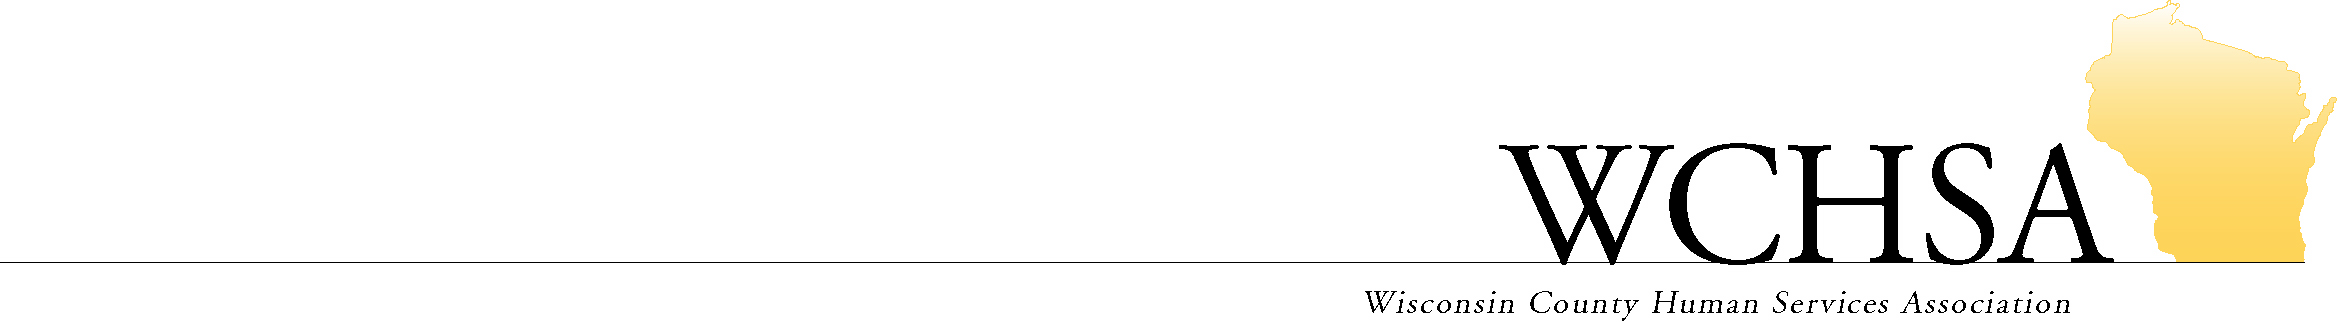 WCHSA
Wisconsin County Human Services Association